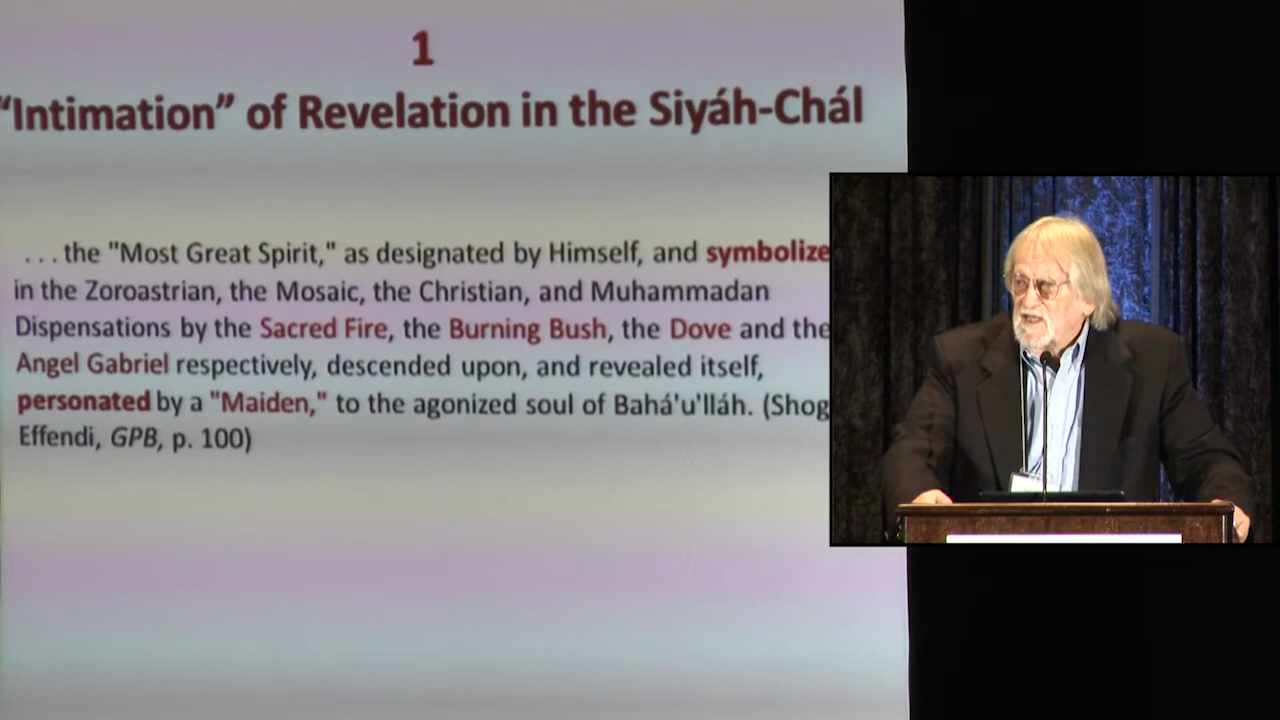 1
“Intimation” of Revelation in the Siyáh-Chál
. . . the "Most Great Spirit," as designated by Himself, and symbolize
in the Zoroastrian, the Mosaic, the Christian, and Muhammadan
Dispensations by the Sacred Fire, the Burning Bush, the Dove and the
Angel Gabriel respectively, descended upon, and revealed itself,
personated by a "Maiden," to the agonized soul of Bahá'u'lláh. (Shog
Effendi, GPB, p. 100)